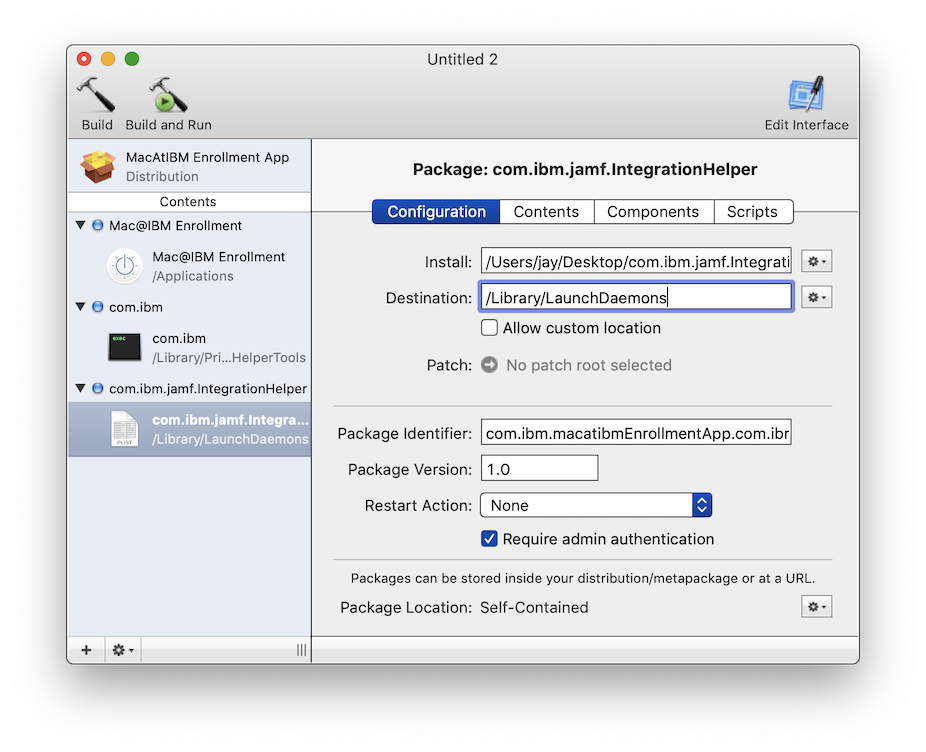 Untitled 2
Build
Build and Run
Edit Interface
MacAtIBM Enrollment App
Distribution
Contents
Mac@IBM Enrollment
Mac@IBM Enrollment
/Applications
com.ibm
exec
com.ibm
/Library/Pri...HelperTools
com.ibm.jamf.IntegrationHelper
PLIST
com.ibm.jamf.Integra...
/Library/LaunchDaemons
Package: com.ibm.jamf.IntegrationHelper
Configuration Contents Components Scripts
Install: /Users/jay/Desktop/com.ibm.jamf.Integrati
Destination: /Library/LaunchDaemons
Allow custom location
Patch: No patch root selected
Package Identifier: com.ibm.macatibmEnrollmentApp.com.ibr
Package Version: 1.0
Restart Action: None
Require admin authentication
Packages can be stored inside your distribution/metapackage or at a URL.
Package Location: Self-Contained